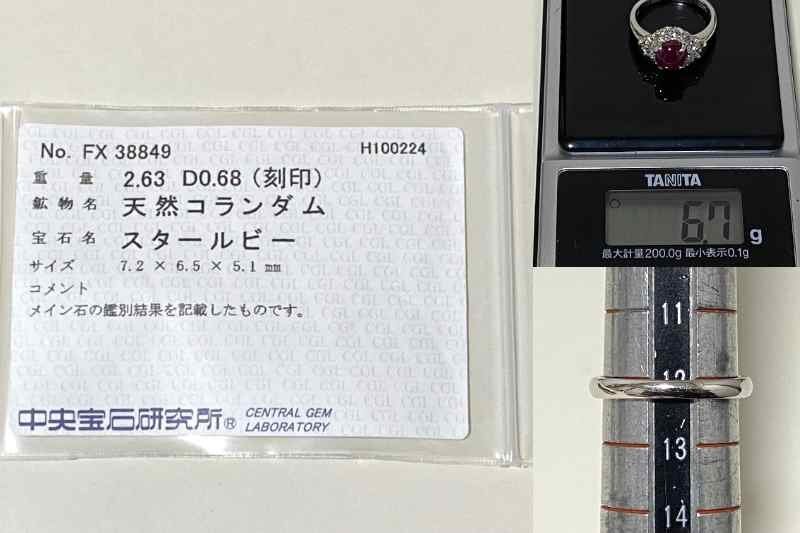 No. FX 38849 H100224
重量 2.63 D0.68 (刻印)
鉱物名 天然コランダム
宝石名 スタールビー
サイズ 7.2 × 6.5 × 5.1 mm
コメント
メイン石の鑑別結果を記載したものです。
中央宝石研究所® CENTRAL GEM LABORATORY
TANITA
6.7 g
最大計量200.0g 最小表示0.1g
11
12
13
14